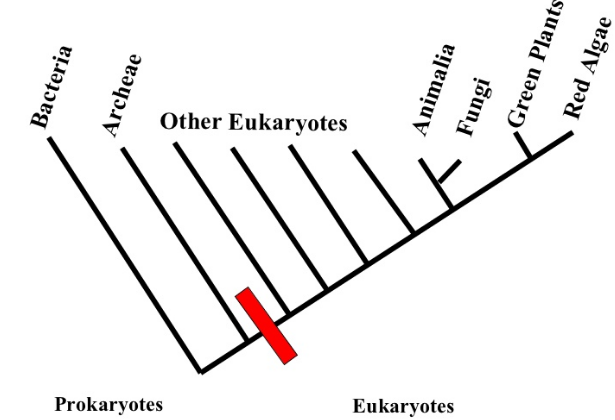 Bacteria
Archeae
Other Eukaryotes
Animalia
Fungi
Green Plants
Red Algae
Prokaryotes
Eukaryotes